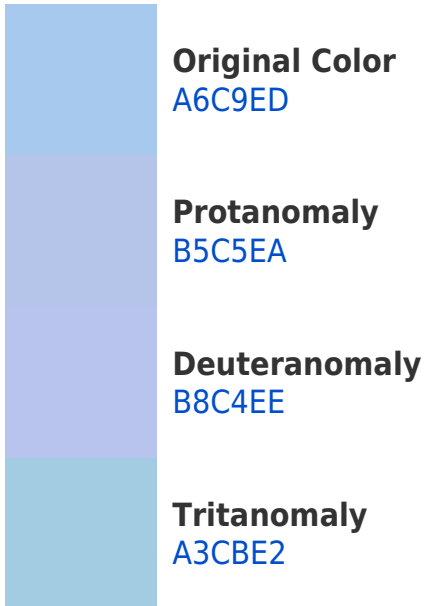 Original Color
A6C9ED
Protanomaly
B5C5EA
Deuteranomaly
B8C4EE
Tritanomaly
A3CBE2